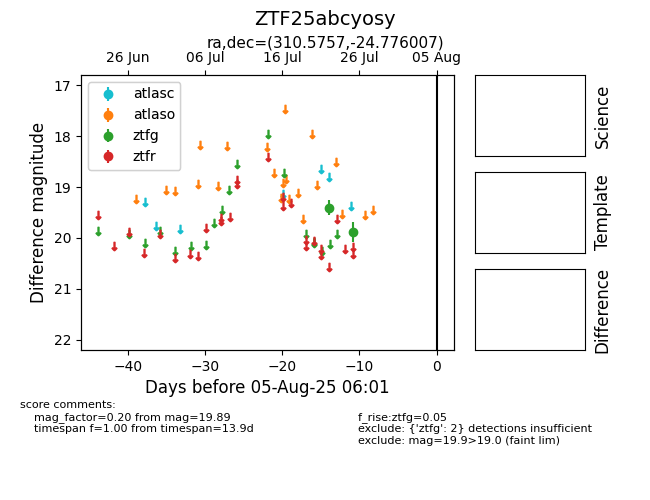 ZTF25abcyosy
ra,dec=(310.5757,-24.776007)
26 Jun
06 Jul
16 Jul
26 Jul
05 Aug
atlasc
atlaso
ztfg
ztfr
17
18
19
20
21
22
Difference magnitude
−40
−30
−20
−10
0
Days before 05-Aug-25 06:01
Science
Template
Difference
score comments:
mag_factor=0.20 from mag=19.89
timespan f=1.00 from timespan=13.9d
f_rise:ztfg=0.05
exclude: {'ztfg': 2} detections insufficient
exclude: mag=19.9>19.0 (faint lim)